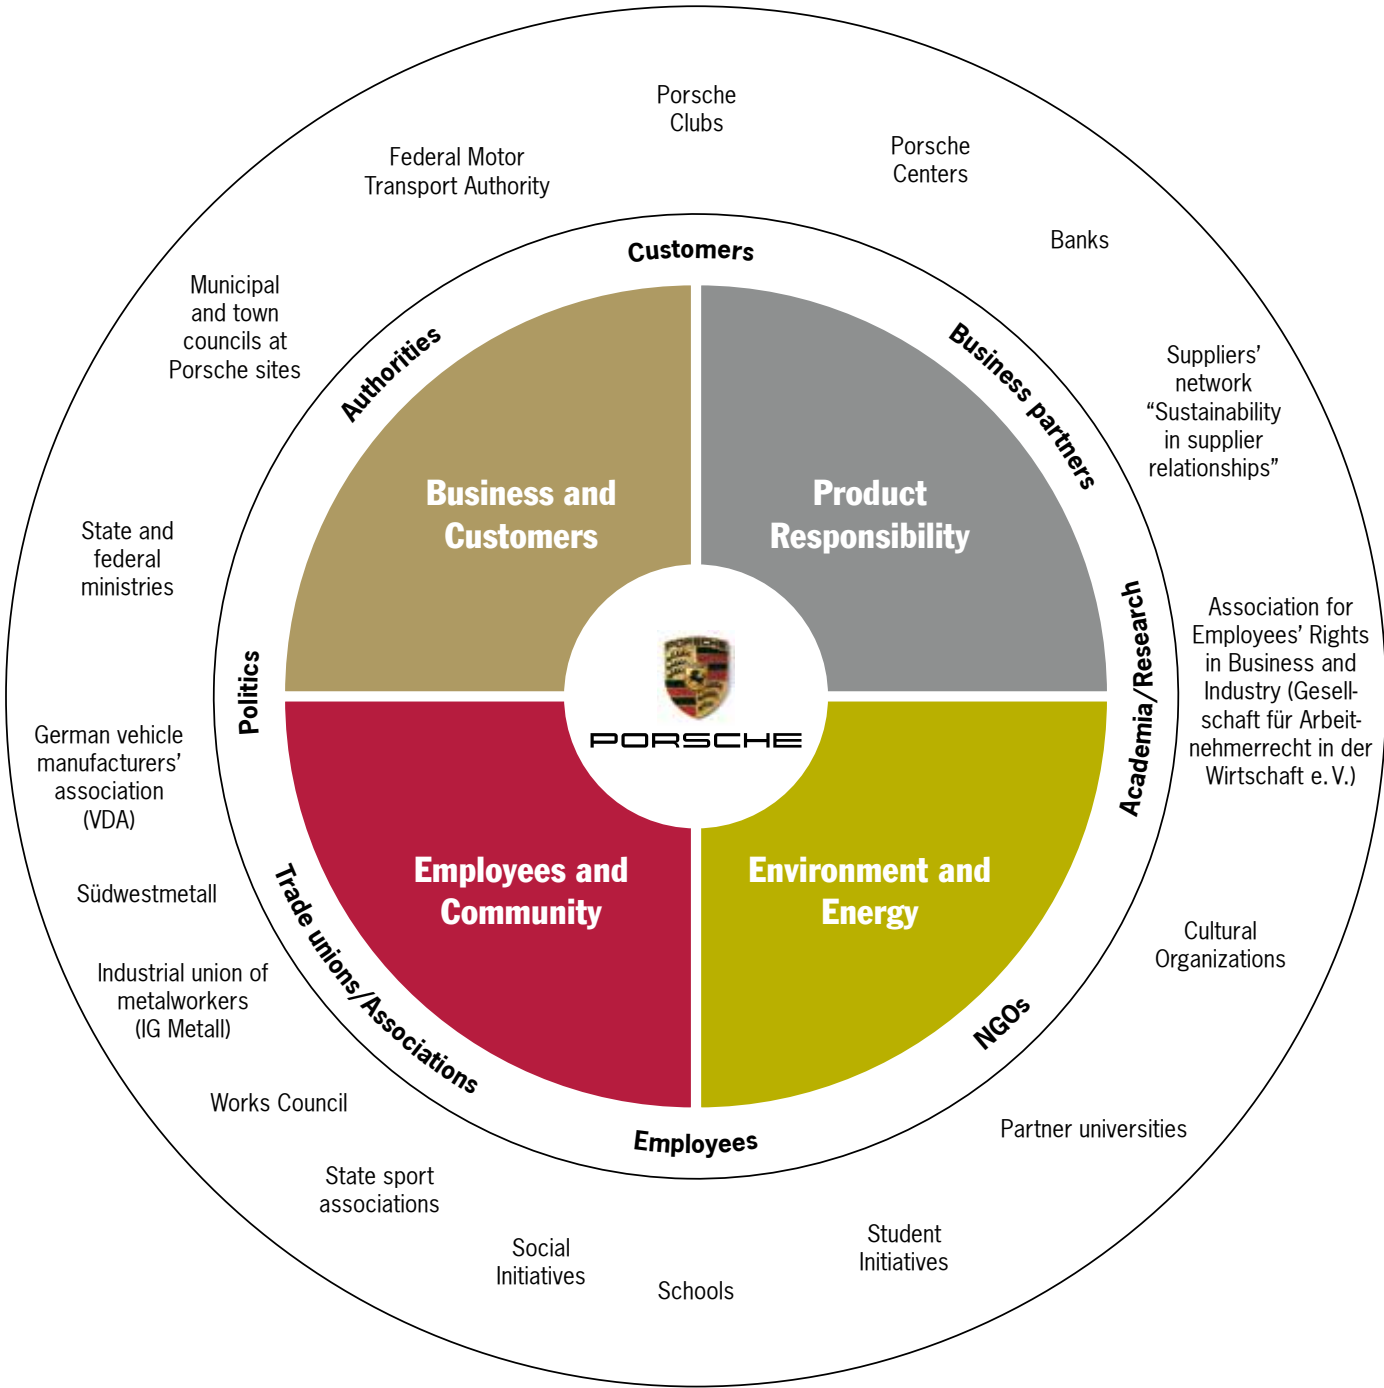 Porsche
Clubs
Porsche
Centers
Banks
Suppliers’
network
“Sustainability
in supplier
relationships”
Association for
Employees’ Rights
in Business and
Industry (Gesell-
schaft für Arbeit-
nehmerrecht in der
Wirtschaft e. V.)
Cultural
Organizations
Partner universities
Student
Initiatives
Schools
Social
Initiatives
State sport
associations
Works Council
Industrial union of
metalworkers
(IG Metall)
Südwestmetall
German vehicle
manufacturers’
association
(VDA)
State and
federal
ministries
Municipal
and town
councils at
Porsche sites
Federal Motor
Transport Authority
Customers
Business partners
Academia/Research
NGOs
Employees
Trade unions/Associations
Politics
Authorities
Business and
Customers
Product
Responsibility
Employees and
Community
Environment and
Energy
PORSCHE
PORSCHE